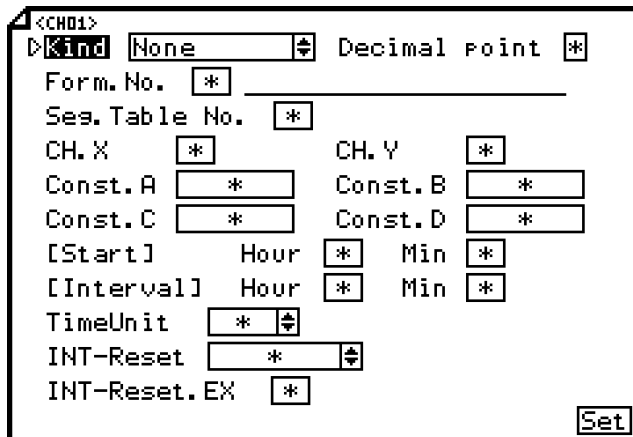 <CH01>
Kind None Decimal point *
Form.No. *
Seg.Table No. *
CH.X * CH.Y *
Const.A * Const.B *
Const.C * Const.D *
[Start] Hour * Min *
[Interval] Hour * Min *
TimeUnit *
INT-Reset *
INT-Reset.EX *
Set